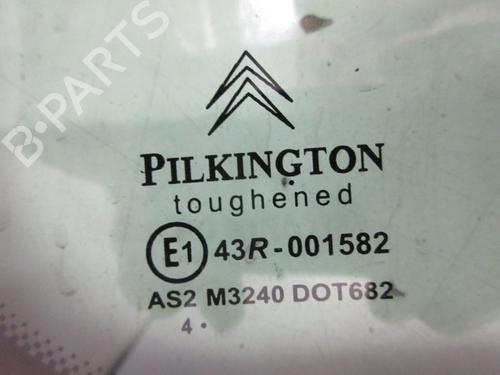 B-PARTS
PILKINGTON
toughened
E1 43R-001582
AS2 M3240 DOT682
4 •